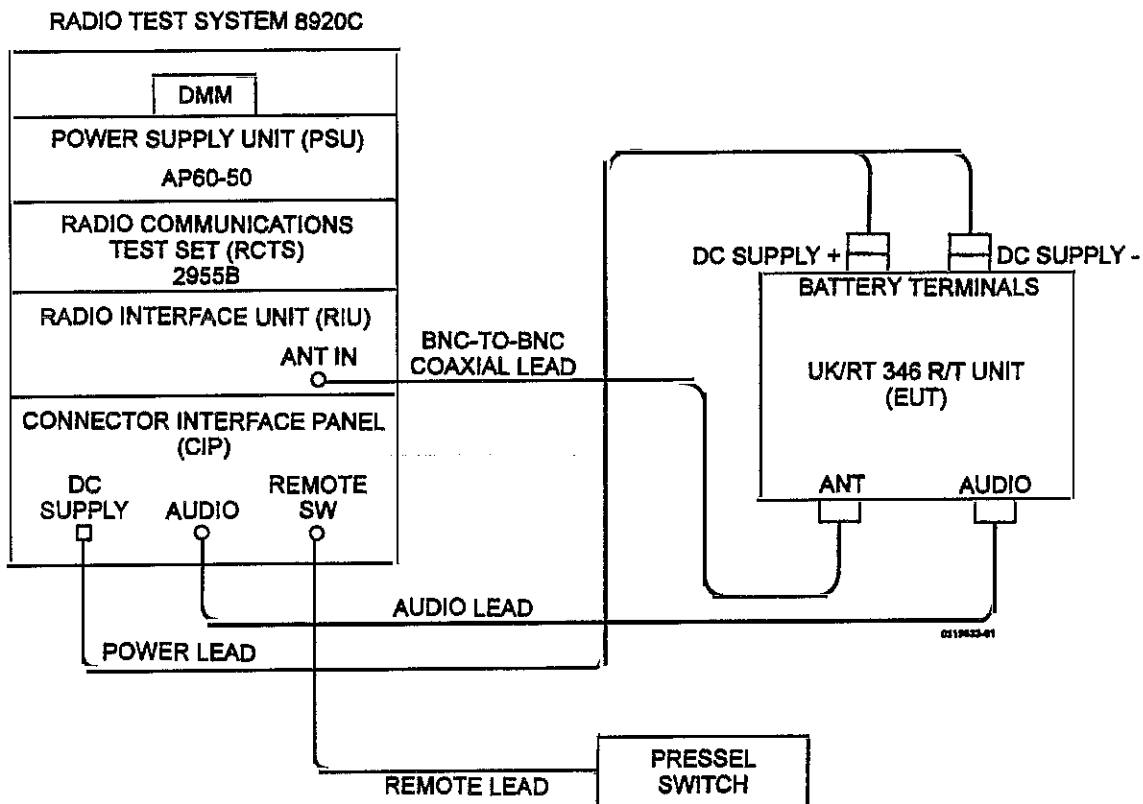 RADIO TEST SYSTEM 8920C
DMM
POWER SUPPLY UNIT (PSU)
AP60-50
RADIO COMMUNICATIONS
TEST SET (RCTS)
2955B
RADIO INTERFACE UNIT (RIU)
ANT IN
CONNECTOR INTERFACE PANEL
(CIP)
DC
SUPPLY
AUDIO
REMOTE
SW
BNC-TO-BNC
COAXIAL LEAD
DC SUPPLY +
DC SUPPLY -
BATTERY TERMINALS
UK/RT 346 R/T UNIT
(EUT)
ANT
AUDIO
AUDIO LEAD
POWER LEAD
REMOTE LEAD
PRESSEL
SWITCH